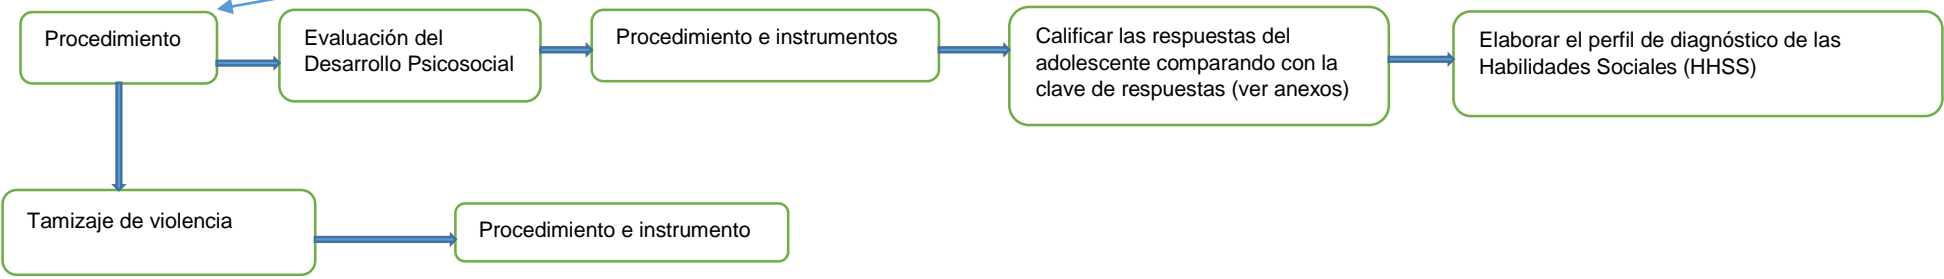 Procedimiento
Evaluación del
Desarrollo Psicosocial
Procedimiento e instrumentos
Calificar las respuestas del
adolescente comparando con la
clave de respuestas (ver anexos)
Elaborar el perfil de diagnóstico de las
Habilidades Sociales (HHSS)
Tamizaje de violencia
Procedimiento e instrumento